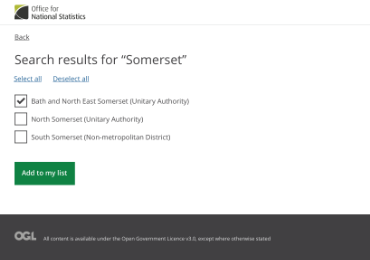 Office for
National Statistics
Back
Search results for “Somerset”
Select all Deselect all
Bath and North East Somerset (Unitary Authority)
North Somerset (Unitary Authority)
South Somerset (Non-metropolitan District)
Add to my list
OGL All content is available under the Open Government Licence v3.0, except where otherwise stated